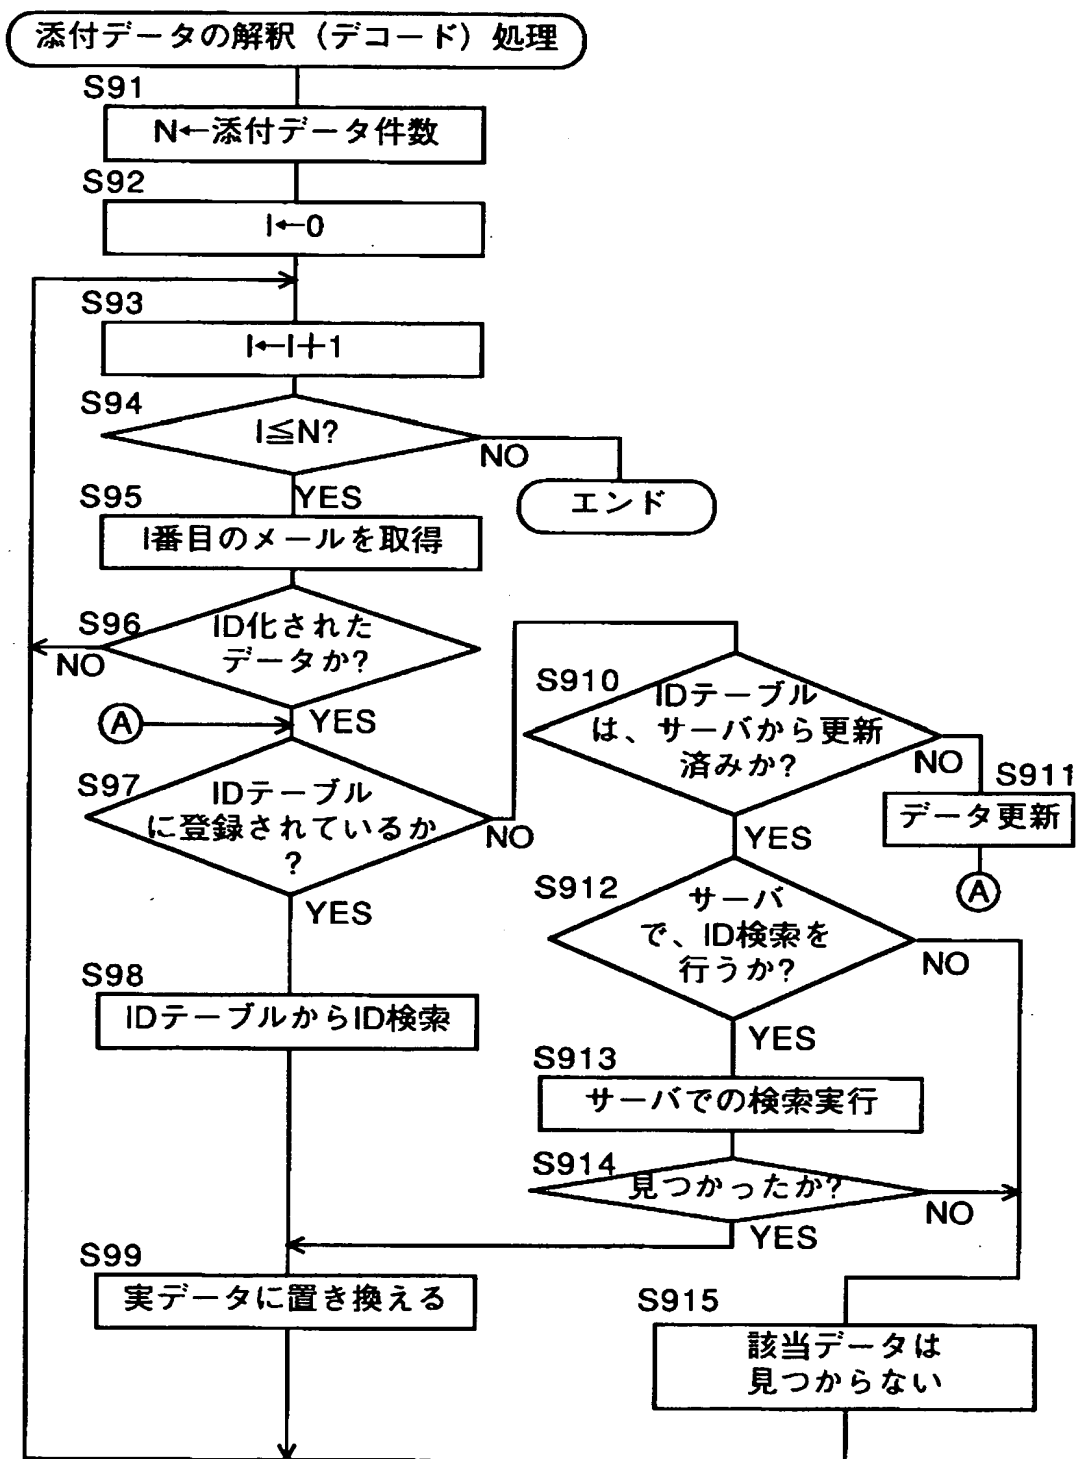 添付データの解釈（デコード）処理
S91
N←添付データ件数
S92
I←0
S93
I←I+1
S94
I≦N?
NO
エンド
YES
S95
I番目のメールを取得
S96
ID化された
データか?
NO
YES
A
S97
IDテーブル
に登録されているか
?
NO
YES
S98
IDテーブルからID検索
S99
実データに置き換える
S910
IDテーブル
は、サーバから更新
済みか?
NO
S911
データ更新
A
YES
S912
サーバ
で、ID検索を
行うか?
NO
YES
S913
サーバでの検索実行
S914
見つかったか?
NO
YES
S915
該当データは
見つからない